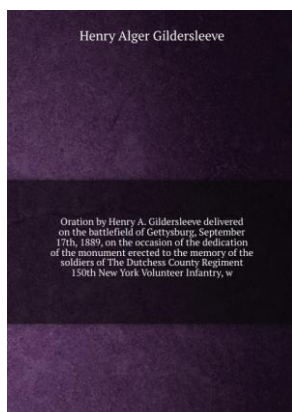 Henry Alger Gildersleeve
Oration by Henry A. Gildersleeve delivered
on the battlefield of Gettysburg, September
17th, 1889, on the occasion of the dedication
of the monument erected to the memory of the
soldiers of The Dutchess County Regiment
150th New York Volunteer Infantry, w